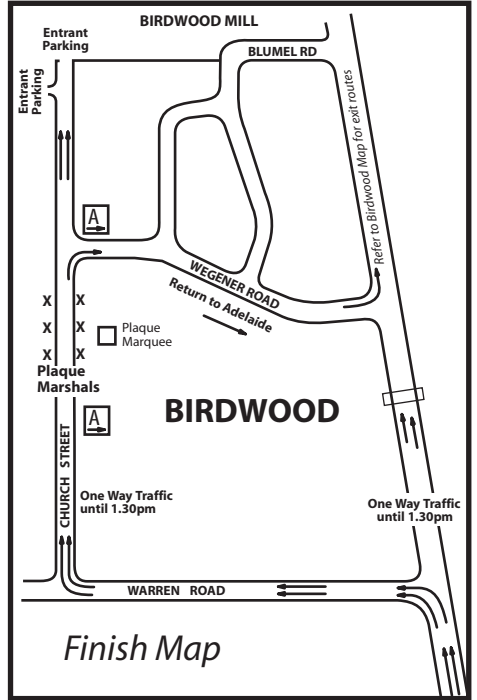 BIRDWOOD MILL
Entrant
Parking
BLUMEL RD
Entrant
Parking
Refer to Birdwood Map for exit routes
A
WEGENER ROAD
Return to Adelaide
X X
X X
X X
Plaque
Marquee
Plaque
Marshals
A
BIRDWOOD
CHURCH STREET
One Way Traffic
until 1.30pm
One Way Traffic
until 1.30pm
WARREN ROAD
Finish Map